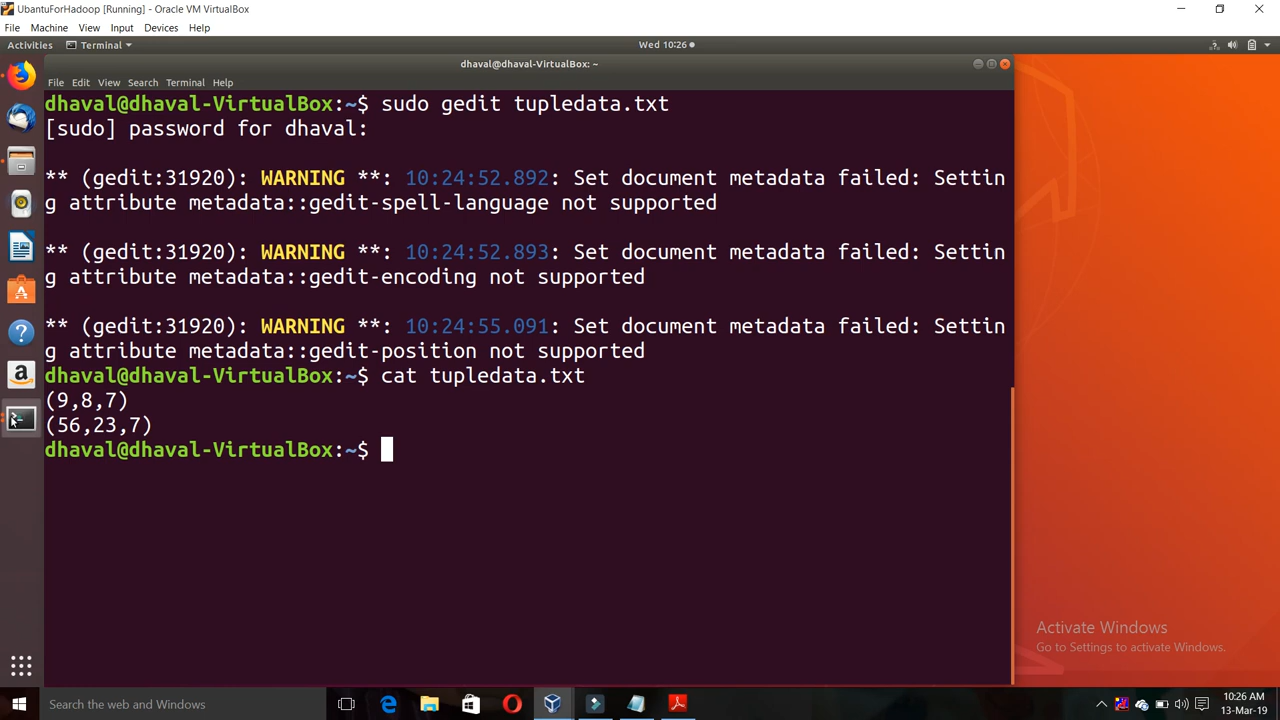 UbantuForHadoop [Running] - Oracle VM VirtualBox
File Machine View Input Devices Help
Activities Terminal Wed 10:26
dhaval@dhaval-VirtualBox: ~
File Edit View Search Terminal Help
dhaval@dhaval-VirtualBox:~$ sudo gedit tupledata.txt
[sudo] password for dhaval:
** (gedit:31920): WARNING **: 10:24:52.892: Set document metadata failed: Settin
g attribute metadata::gedit-spell-language not supported
** (gedit:31920): WARNING **: 10:24:52.893: Set document metadata failed: Settin
g attribute metadata::gedit-encoding not supported
** (gedit:31920): WARNING **: 10:24:55.091: Set document metadata failed: Settin
g attribute metadata::gedit-position not supported
dhaval@dhaval-VirtualBox:~$ cat tupledata.txt
(9,8,7)
(56,23,7)
dhaval@dhaval-VirtualBox:~$
Activate Windows
Go to Settings to activate Windows.
Search the web and Windows
10:26 AM
13-Mar-19